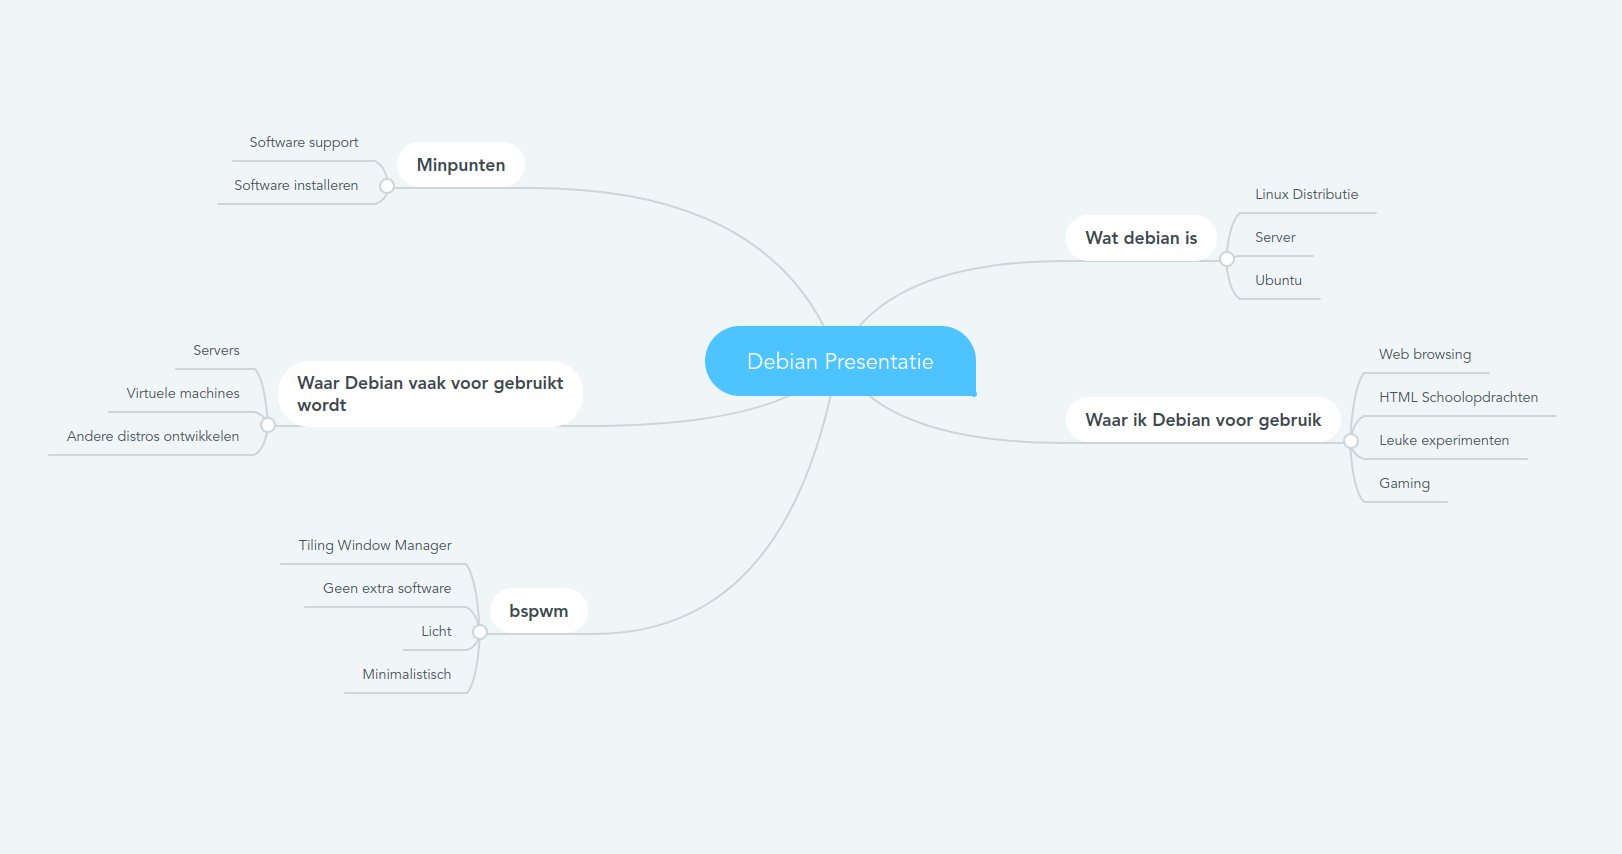 Debian Presentatie
Minpunten
Software support
Software installeren
Waar Debian vaak voor gebruikt
wordt
Servers
Virtuele machines
Andere distros ontwikkelen
bspwm
Tiling Window Manager
Geen extra software
Licht
Minimalistisch
Wat debian is
Linux Distributie
Server
Ubuntu
Waar ik Debian voor gebruik
Web browsing
HTML Schoolopdrachten
Leuke experimenten
Gaming